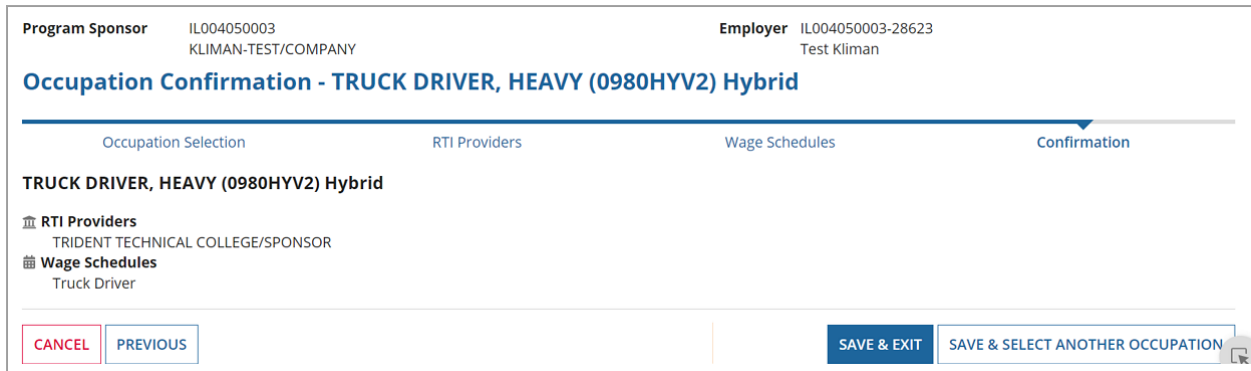 Program Sponsor IL004050003 Employer IL004050003-28623
KLIMAN-TEST/COMPANY Test Kliman
Occupation Confirmation - TRUCK DRIVER, HEAVY (0980HYV2) Hybrid
Occupation Selection RTI Providers Wage Schedules Confirmation
TRUCK DRIVER, HEAVY (0980HYV2) Hybrid
RTI Providers
TRIDENT TECHNICAL COLLEGE/SPONSOR
Wage Schedules
Truck Driver
CANCEL PREVIOUS SAVE & EXIT SAVE & SELECT ANOTHER OCCUPATION